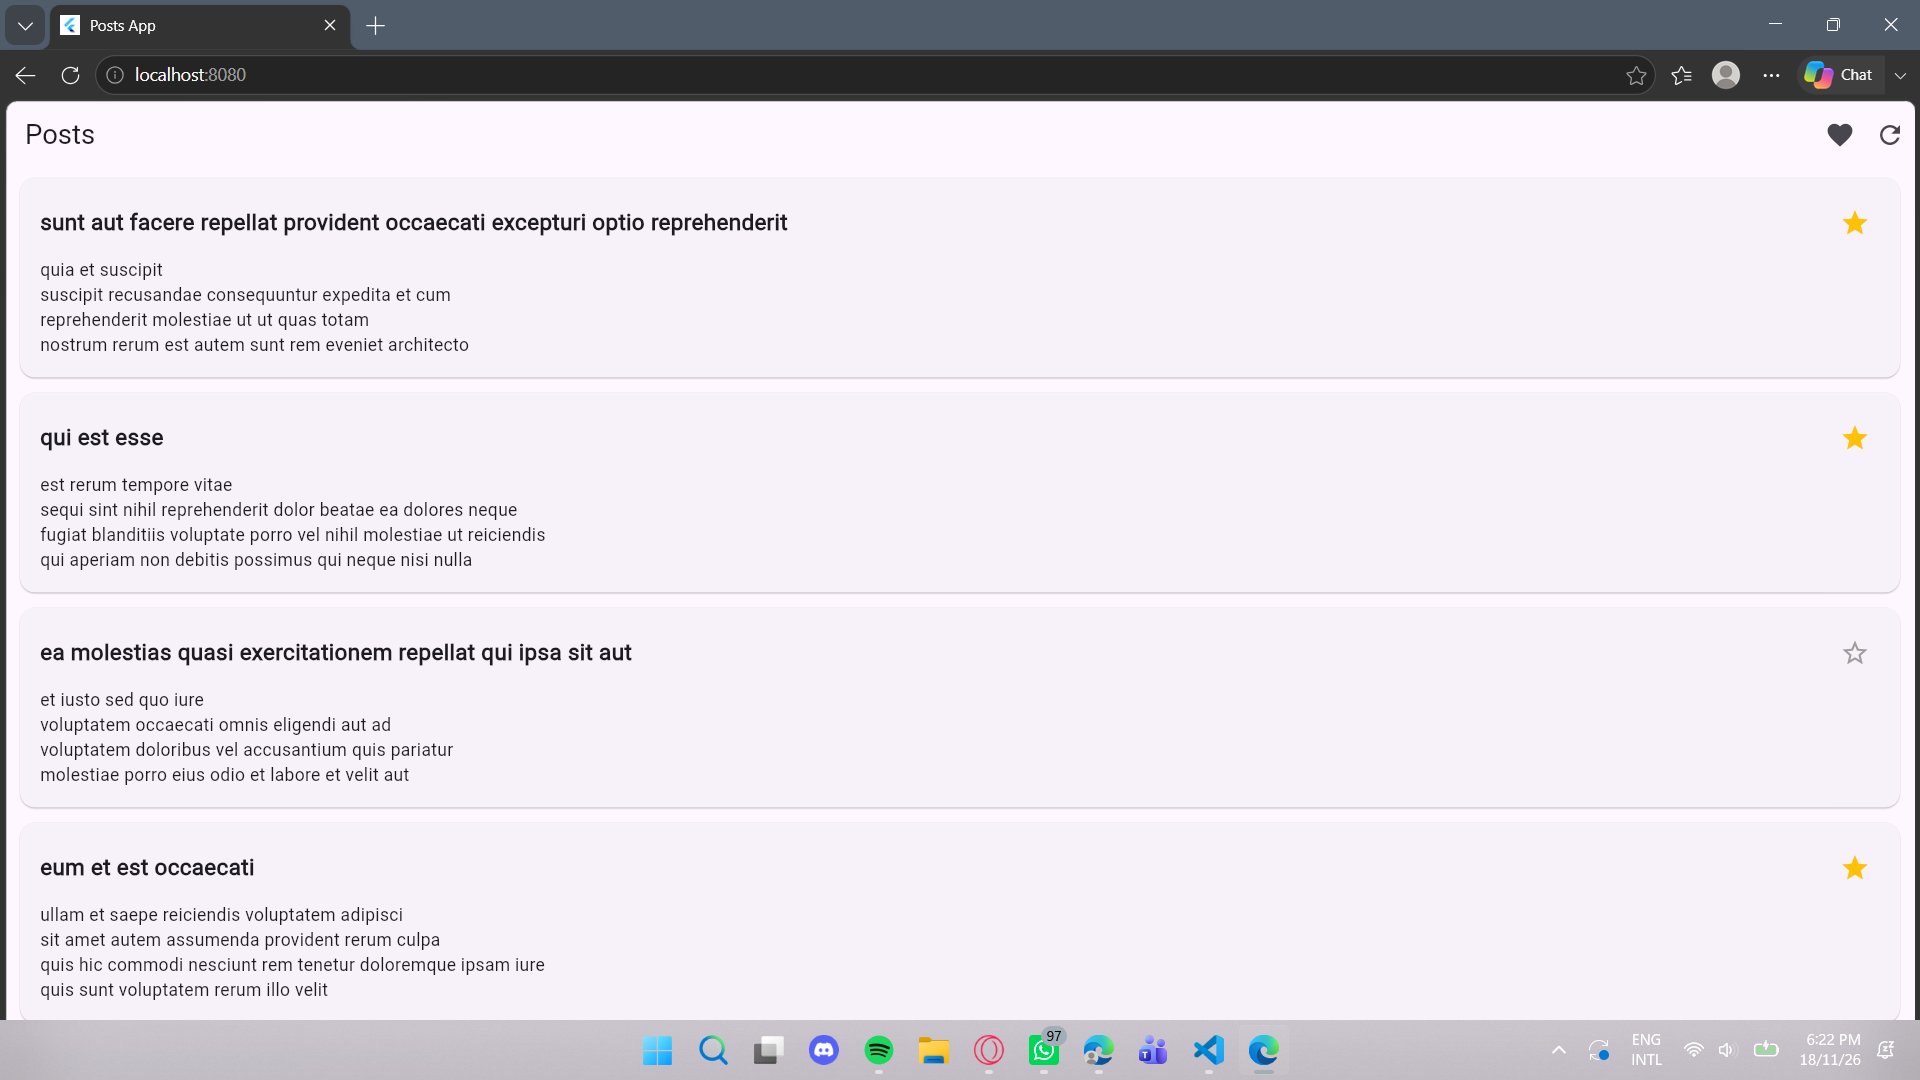 Posts App
localhost:8080
Chat
Posts
sunt aut facere repellat provident occaecati excepturi optio reprehenderit
quia et suscipit
suscipit recusandae consequuntur expedita et cum
reprehenderit molestiae ut ut quas totam
nostrum rerum est autem sunt rem eveniet architecto
qui est esse
est rerum tempore vitae
sequi sint nihil reprehenderit dolor beatae ea dolores neque
fugiat blanditiis voluptate porro vel nihil molestiae ut reiciendis
qui aperiam non debitis possimus qui neque nisi nulla
ea molestias quasi exercitationem repellat qui ipsa sit aut
et iusto sed quo iure
voluptatem occaecati omnis eligendi aut ad
voluptatem doloribus vel accusantium quis pariatur
molestiae porro eius odio et labore et velit aut
eum et est occaecati
ullam et saepe reiciendis voluptatem adipisci
sit amet autem assumenda provident rerum culpa
quis hic commodi nesciunt rem tenetur doloremque ipsam iure
quis sunt voluptatem rerum illo velit
97
ENG
INTL
6:22 PM
18/11/26